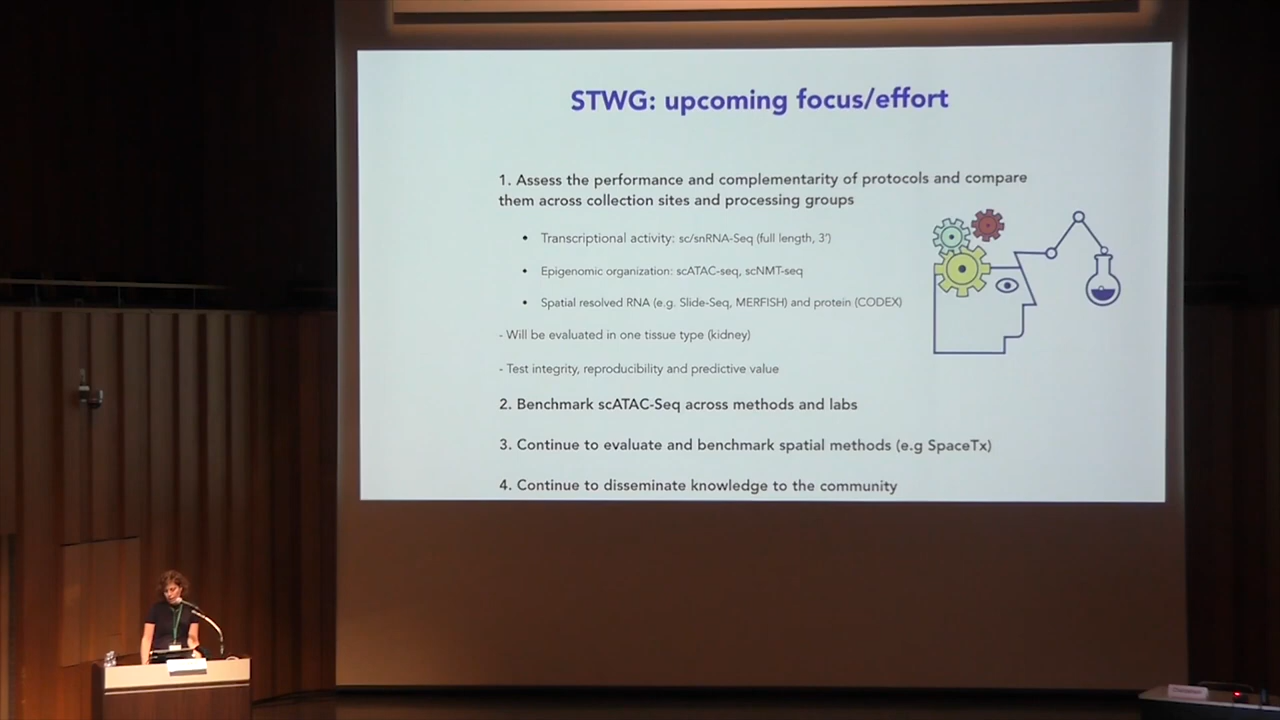 STWG: upcoming focus/effort
1. Assess the performance and complementarity of protocols and compare
them across collection sites and processing groups
• Transcriptional activity: sc/snRNA-Seq (full length, 3')
• Epigenomic organization: scATAC-seq, scNMT-seq
• Spatial resolved RNA (e.g. Slide-Seq, MERFISH) and protein (CODEX)
- Will be evaluated in one tissue type (kidney)
- Test integrity, reproducibility and predictive value
2. Benchmark scATAC-Seq across methods and labs
3. Continue to evaluate and benchmark spatial methods (e.g SpaceTx)
4. Continue to disseminate knowledge to the community